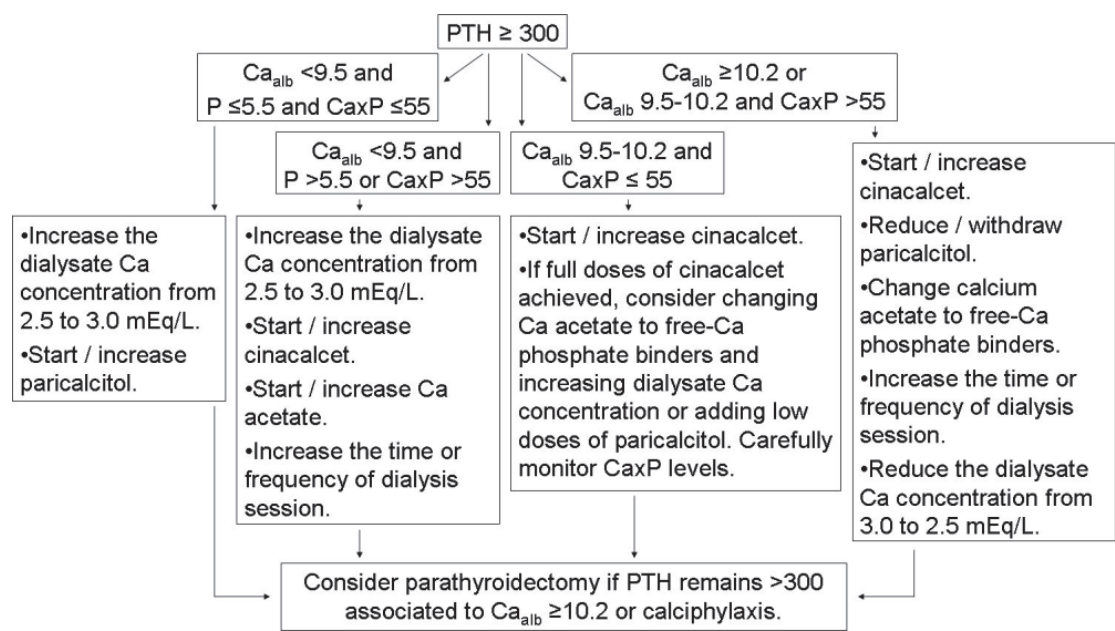 PTH ≥ 300
Ca_alb <9.5 and
P ≤5.5 and CaxP ≤55
Ca_alb ≥10.2 or
Ca_alb 9.5-10.2 and CaxP >55
Ca_alb <9.5 and
P >5.5 or CaxP >55
Ca_alb 9.5-10.2 and
CaxP ≤ 55
•Increase the
dialysate Ca
concentration from
2.5 to 3.0 mEq/L.
•Start / increase
paricalcitol.
•Increase the dialysate
Ca concentration from
2.5 to 3.0 mEq/L.
•Start / increase
cinacalcet.
•Start / increase Ca
acetate.
•Increase the time or
frequency of dialysis
session.
•Start / increase cinacalcet.
•If full doses of cinacalcet
achieved, consider changing
Ca acetate to free-Ca
phosphate binders and
increasing dialysate Ca
concentration or adding low
doses of paricalcitol. Carefully
monitor CaxP levels.
•Start / increase
cinacalcet.
•Reduce / withdraw
paricalcitol.
•Change calcium
acetate to free-Ca
phosphate binders.
•Increase the time or
frequency of dialysis
session.
•Reduce the dialysate
Ca concentration from
3.0 to 2.5 mEq/L.
Consider parathyroidectomy if PTH remains >300
associated to Ca_alb ≥10.2 or calciphylaxis.